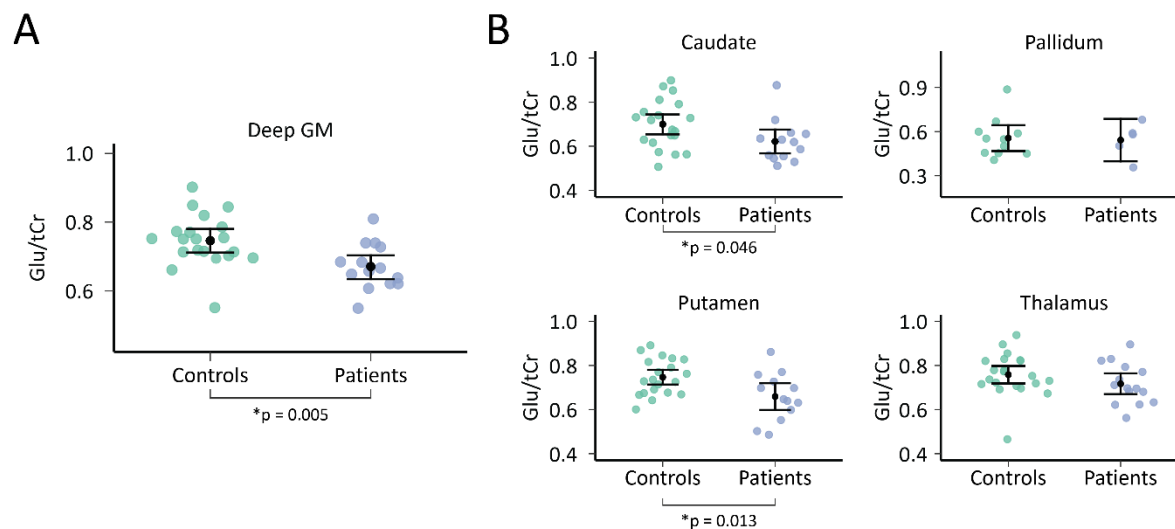 A
Deep GM
Glu/tCr
1.0
0.8
0.6
Controls Patients
*p = 0.005
B
Caudate
Glu/tCr
1.0
0.8
0.6
0.4
Controls Patients
*p = 0.046
Pallidum
Glu/tCr
0.9
0.6
0.3
Controls Patients
Putamen
Glu/tCr
1.0
0.8
0.6
0.4
Controls Patients
*p = 0.013
Thalamus
Glu/tCr
1.0
0.8
0.6
0.4
Controls Patients